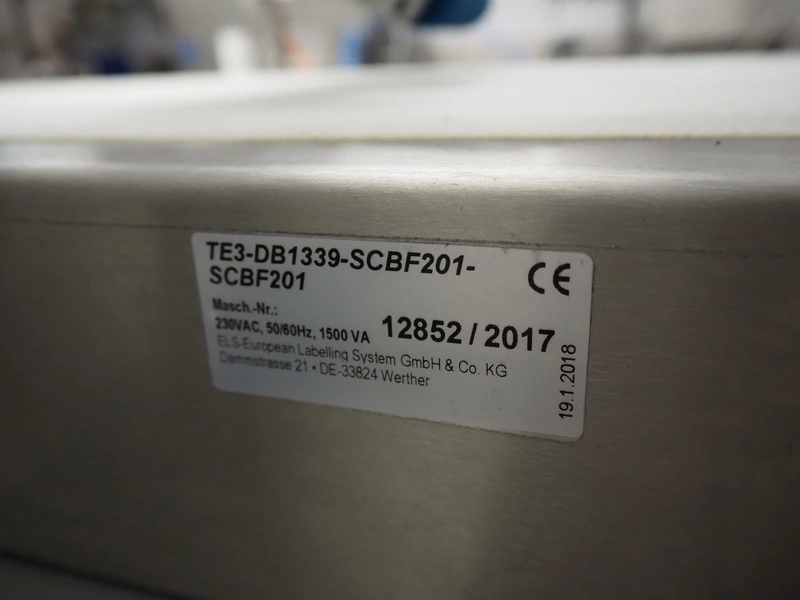 TE3-DB1339-SCBF201-
SCBF201
CE
Masch.-Nr.:
12852 / 2017
230VAC, 50/60Hz, 1500 VA
ELS-European Labelling System GmbH & Co. KG
Dammstrasse 21 • DE-33824 Werther
19.1.2018